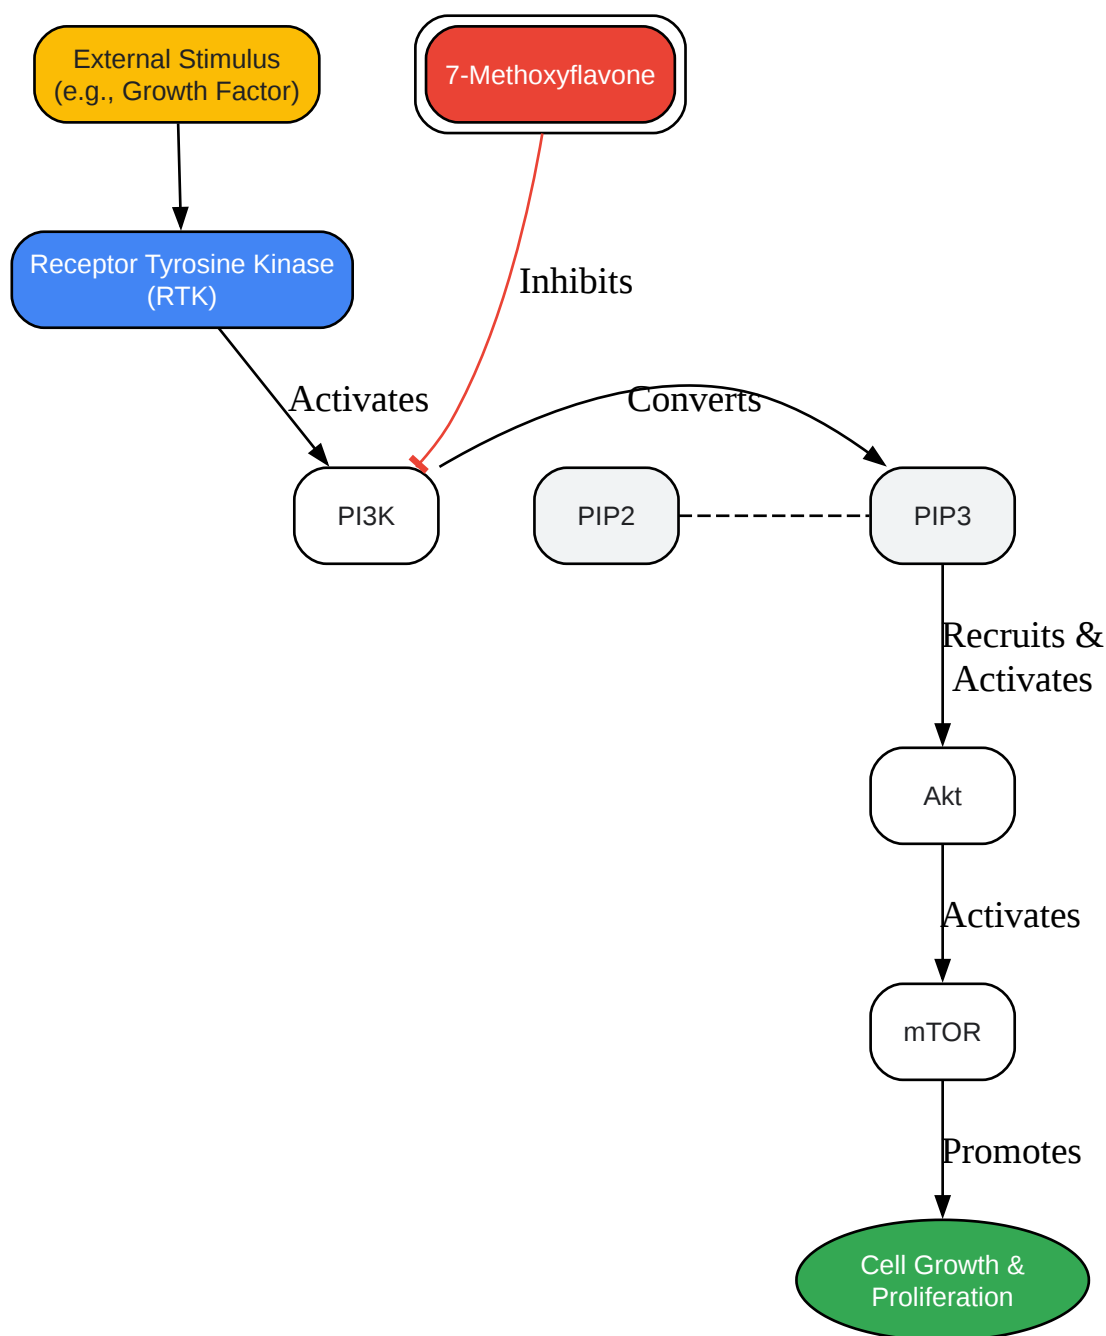 External Stimulus
(e.g., Growth Factor)
7-Methoxyflavone
Receptor Tyrosine Kinase
(RTK)
Inhibits
Activates
Converts
PI3K
PIP2
PIP3
Recruits &
Activates
Akt
Activates
mTOR
Promotes
Cell Growth &
Proliferation